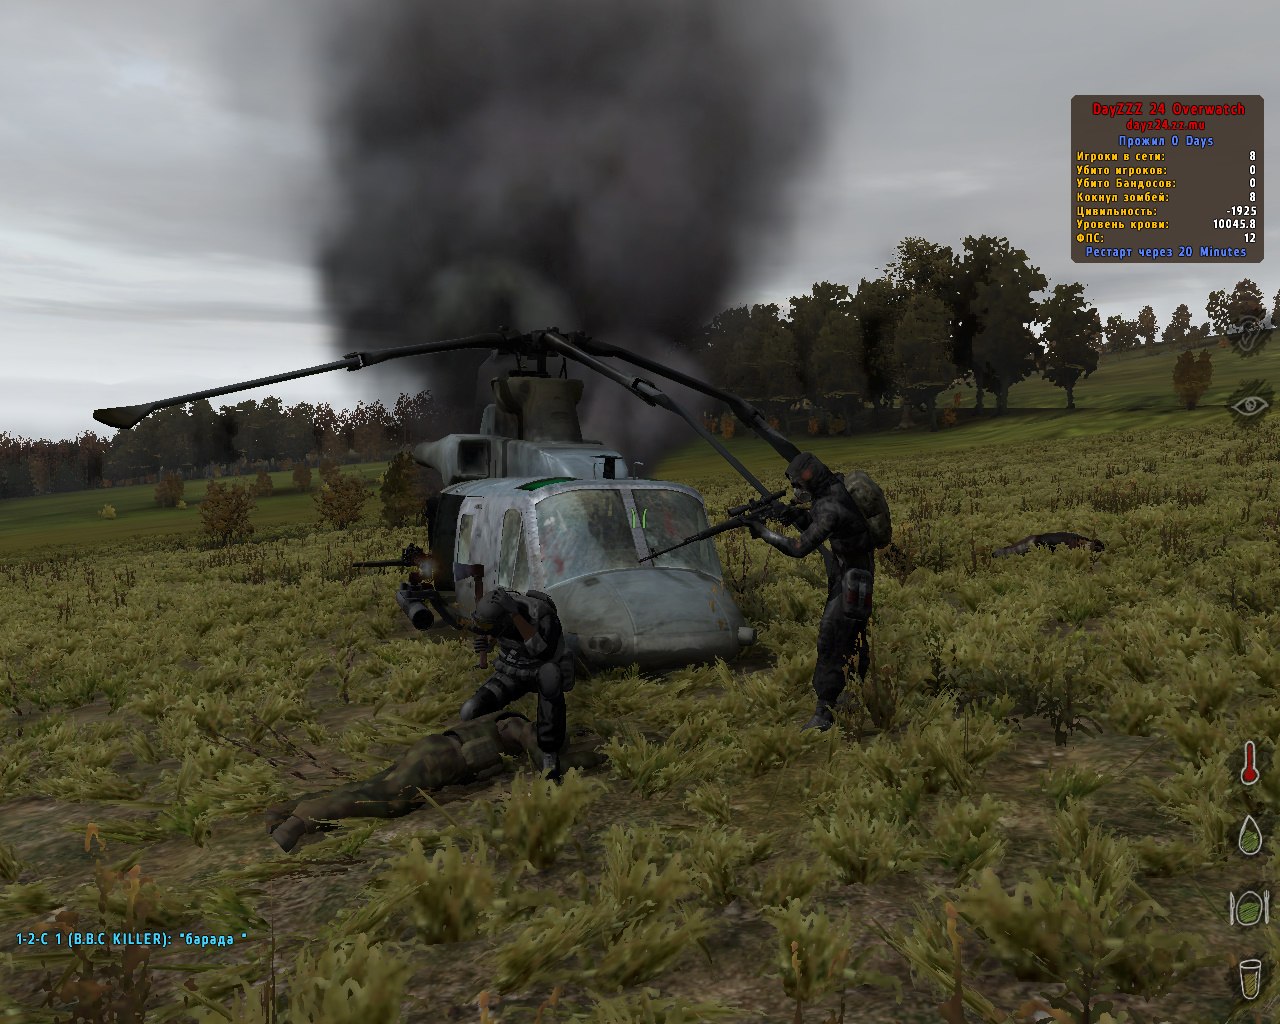 DayZZZ 24 Overwatch
dayz24.zz.mu
Прожил 0 Days
Игроки в сети: 8
Убито игроков: 0
Убито Бандосов: 0
Кокнул зомбей: 8
Цивильность: -1925
Уровень крови: 10045.8
ФПС: 12
Рестарт через 20 Minutes
1-2-C 1 (B.B.C KILLER): "барада "